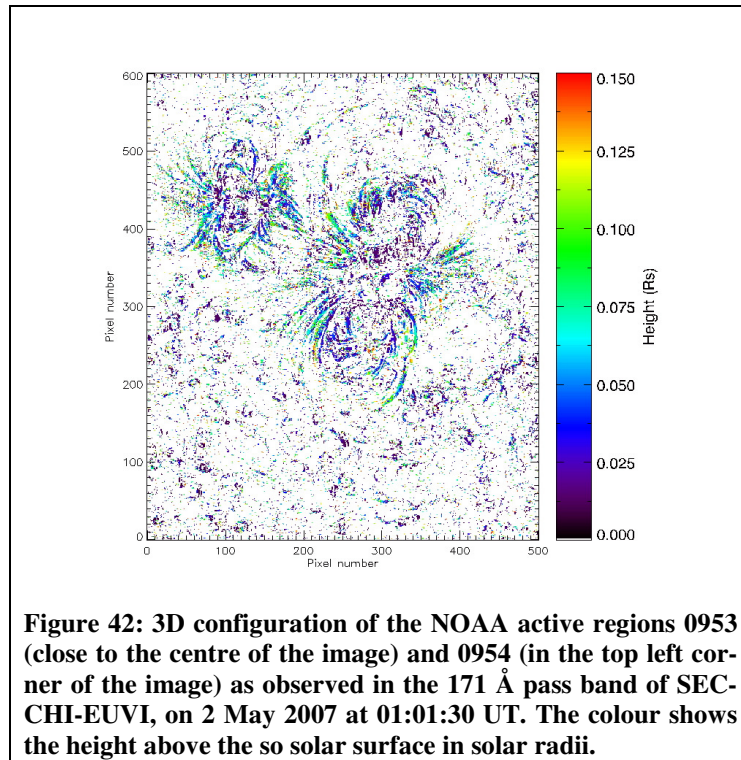 600
500
400
300
200
100
0
Pixel number
0 100 200 300 400 500
Pixel number
0.150
0.125
0.100
0.075
0.050
0.025
0.000
Height (Rs)
Figure 42: 3D configuration of the NOAA active regions 0953
(close to the centre of the image) and 0954 (in the top left cor-
ner of the image) as observed in the 171 Å pass band of SEC-
CHI-EUVI, on 2 May 2007 at 01:01:30 UT. The colour shows
the height above the so solar surface in solar radii.